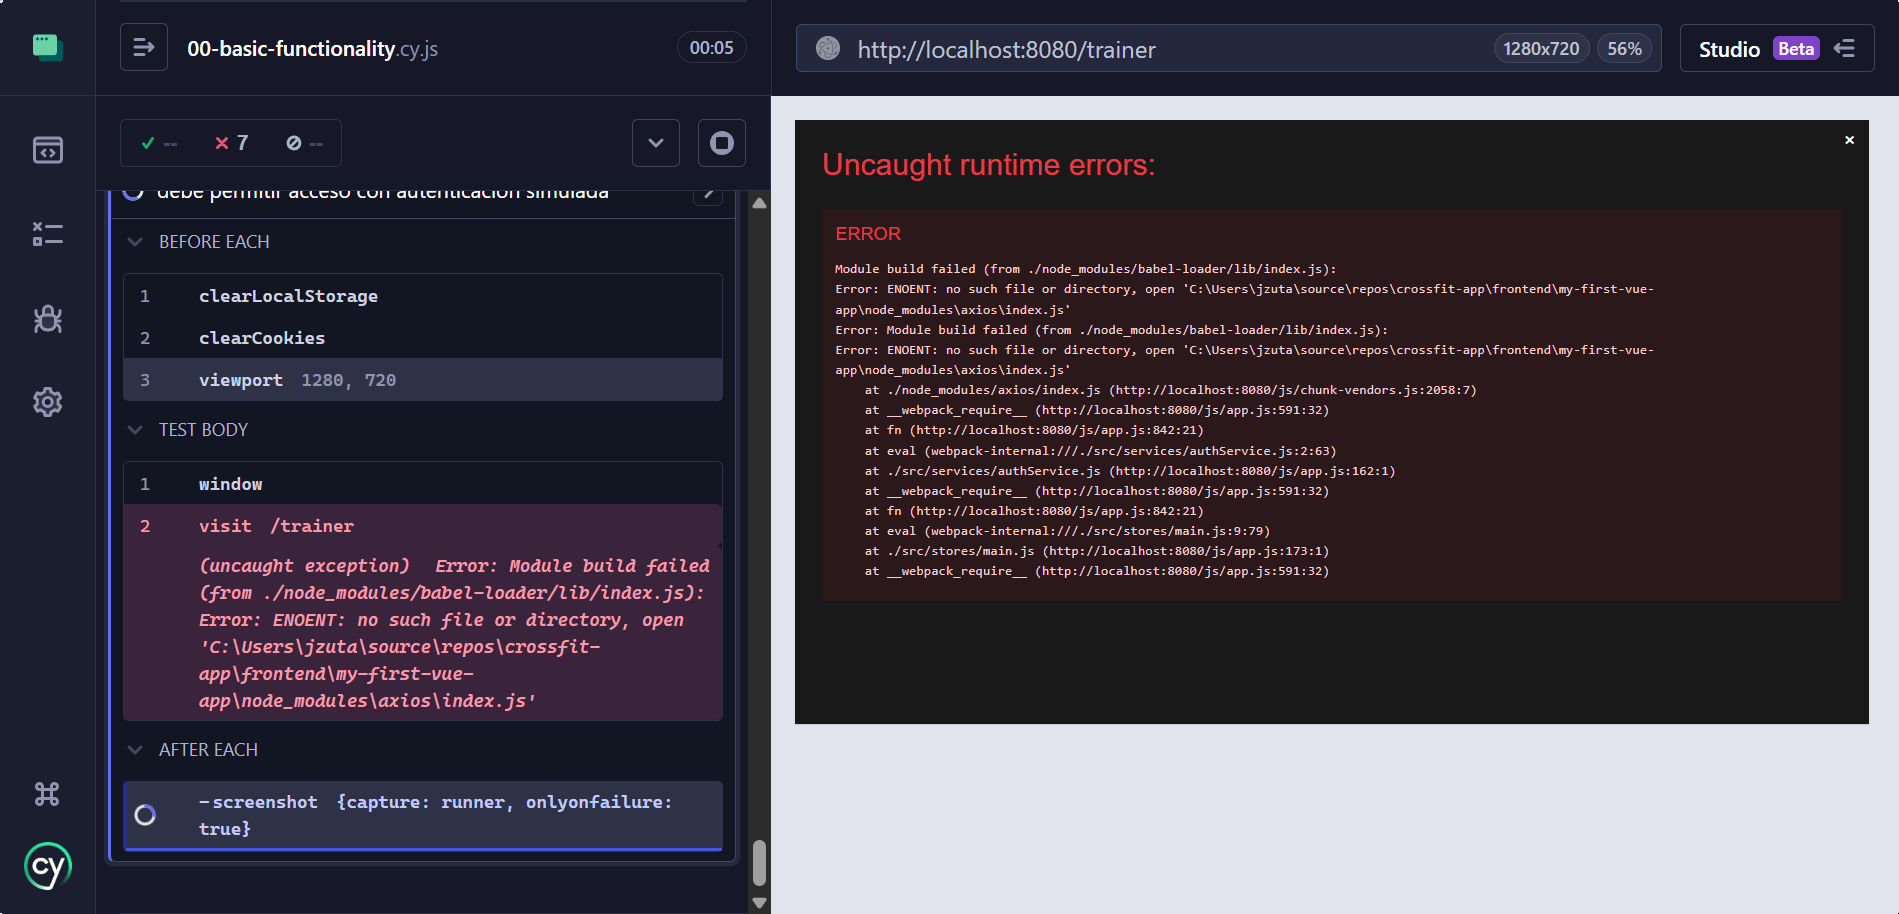 00-basic-functionality.cy.js
00:05
-- 7 --
debe permitir acceso con autenticación simulada
BEFORE EACH
1 clearLocalStorage
2 clearCookies
3 viewport 1280, 720
TEST BODY
1 window
2 visit /trainer
(uncaught exception) Error: Module build failed
(from ./node_modules/babel-loader/lib/index.js):
Error: ENOENT: no such file or directory, open
'C:\Users\jzuta\source\repos\crossfit-
app\frontend\my-first-vue-
app\node_modules\axios\index.js'
AFTER EACH
-screenshot {capture: runner, onlyonfailure:
true}
cy
http://localhost:8080/trainer
1280x720
56%
Studio Beta
×
Uncaught runtime errors:
ERROR
Module build failed (from ./node_modules/babel-loader/lib/index.js):
Error: ENOENT: no such file or directory, open 'C:\Users\jzuta\source\repos\crossfit-app\frontend\my-first-vue-
app\node_modules\axios\index.js'
Error: Module build failed (from ./node_modules/babel-loader/lib/index.js):
Error: ENOENT: no such file or directory, open 'C:\Users\jzuta\source\repos\crossfit-app\frontend\my-first-vue-
app\node_modules\axios\index.js'
at ./node_modules/axios/index.js (http://localhost:8080/js/chunk-vendors.js:2058:7)
at __webpack_require__ (http://localhost:8080/js/app.js:591:32)
at fn (http://localhost:8080/js/app.js:842:21)
at eval (webpack-internal:///./src/services/authService.js:2:63)
at ./src/services/authService.js (http://localhost:8080/js/app.js:162:1)
at __webpack_require__ (http://localhost:8080/js/app.js:591:32)
at fn (http://localhost:8080/js/app.js:842:21)
at eval (webpack-internal:///./src/stores/main.js:9:79)
at ./src/stores/main.js (http://localhost:8080/js/app.js:173:1)
at __webpack_require__ (http://localhost:8080/js/app.js:591:32)